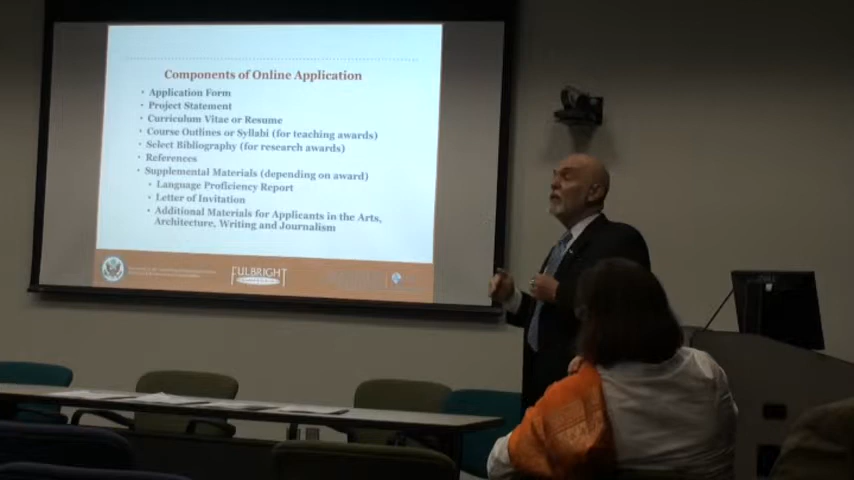 Components of Online Application
• Application Form
• Project Statement
• Curriculum Vitae or Resume
• Course Outlines or Syllabi (for teaching awards)
• Select Bibliography (for research awards)
• References
• Supplemental Materials (depending on award)
• Language Proficiency Report
• Letter of Invitation
• Additional Materials for Applicants in the Arts,
Architecture, Writing and Journalism
FULBRIGHT